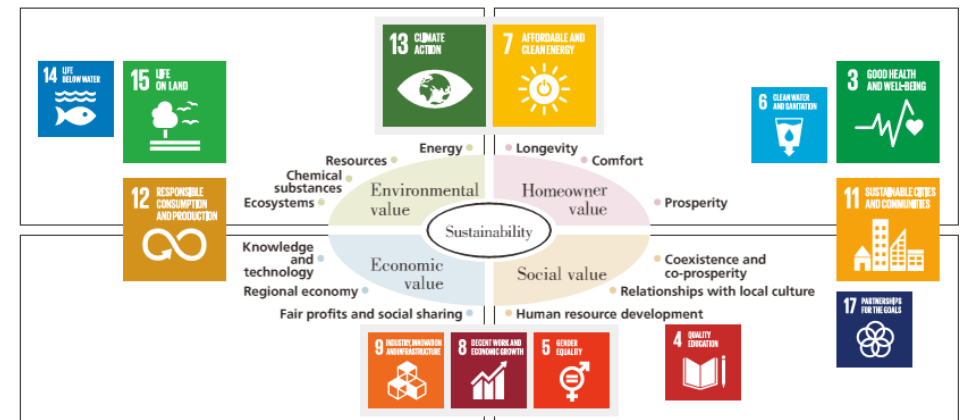 13 CLIMATE
ACTION
7 AFFORDABLE AND
CLEAN ENERGY
14 LIFE
BELOW WATER
15 LIFE
ON LAND
6 CLEAN WATER
AND SANITATION
3 GOOD HEALTH
AND WELL-BEING
Energy
Resources
Chemical
substances
Ecosystems
Environmental
value
Longevity
Comfort
Prosperity
Homeowner
value
12 RESPONSIBLE
CONSUMPTION
AND PRODUCTION
11 SUSTAINABLE CITIES
AND COMMUNITIES
Sustainability
Knowledge
and
technology
Regional economy
Fair profits and social sharing
Economic
value
Social value
Coexistence and
co-prosperity
Relationships with local culture
Human resource development
17 PARTNERSHIPS
FOR THE GOALS
9 INDUSTRY, INNOVATION
AND INFRASTRUCTURE
8 DECENT WORK AND
ECONOMIC GROWTH
5 GENDER
EQUALITY
4 QUALITY
EDUCATION